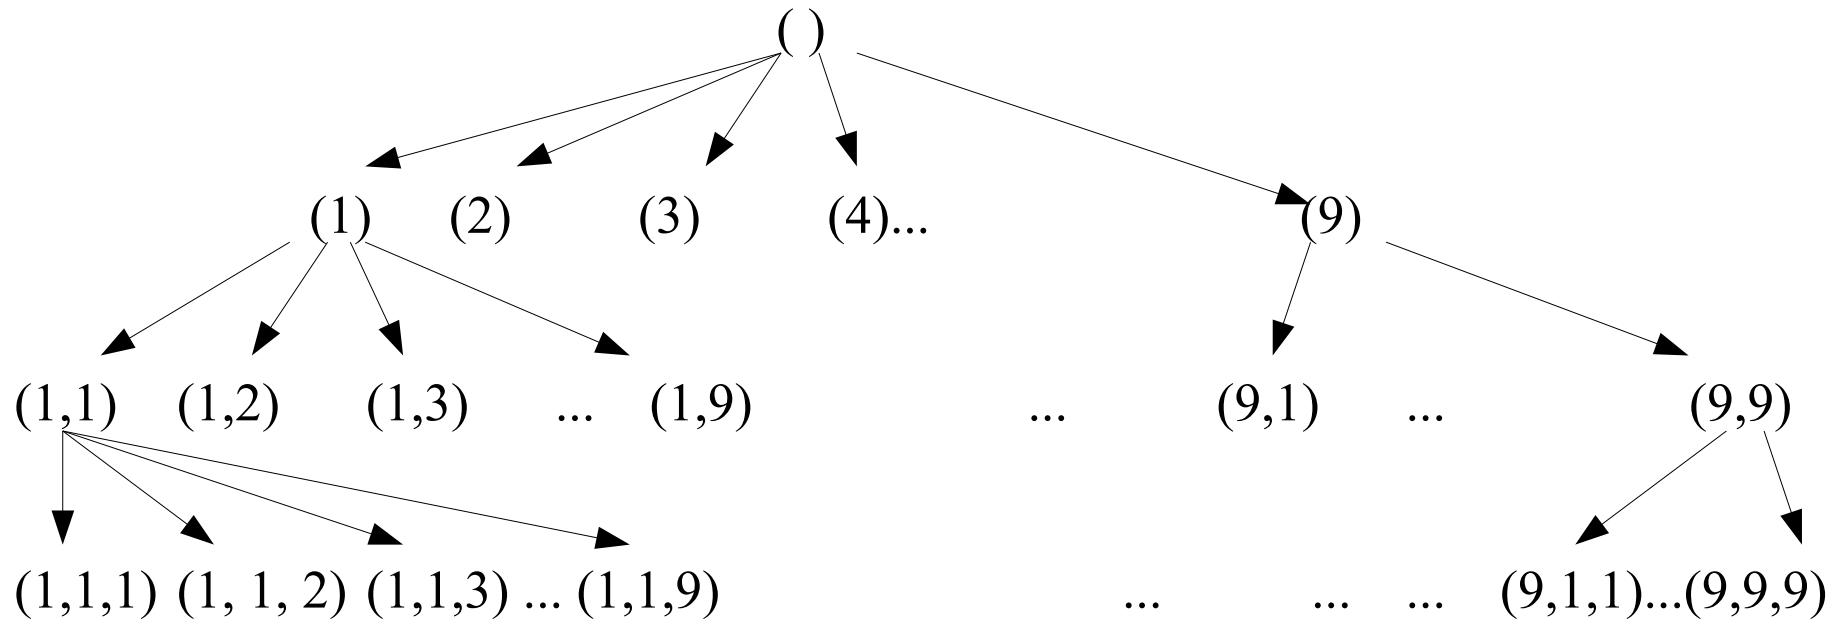 ( )
(1) (2) (3) (4)... (9)
(1,1) (1,2) (1,3) ... (1,9) ... (9,1) ... (9,9)
(1,1,1) (1, 1, 2) (1,1,3) ... (1,1,9) ... ... ... (9,1,1)...(9,9,9)